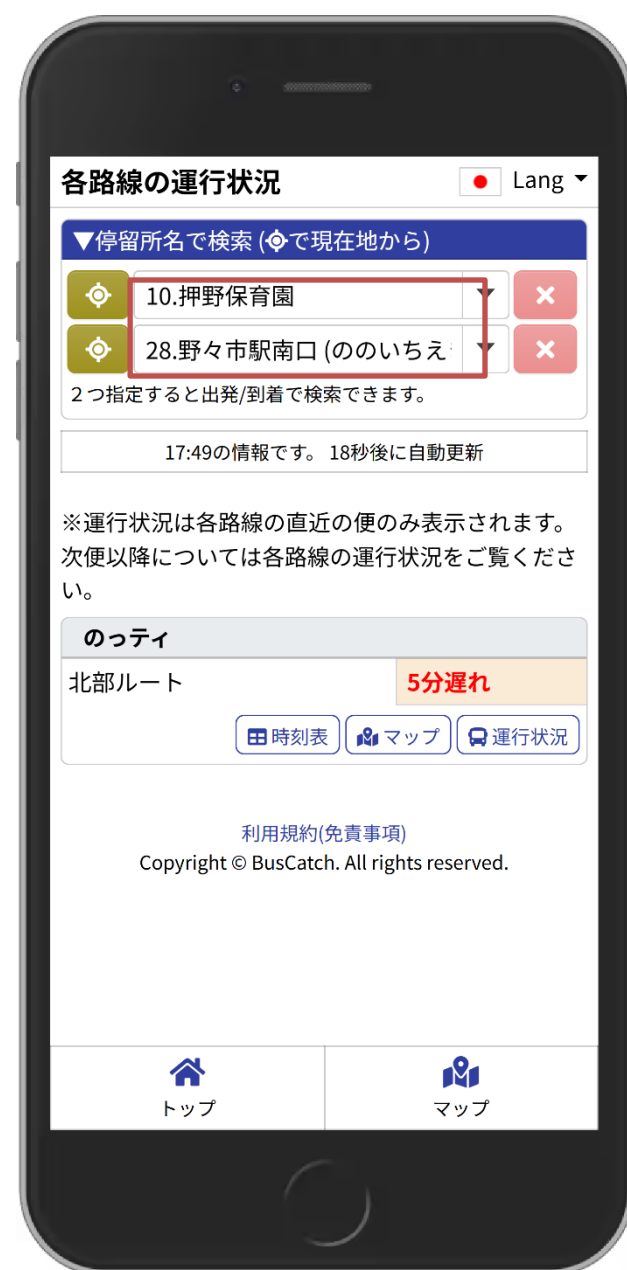 各路線の運行状況
Lang
▼停留所名で検索 (で現在地から)
10.押野保育園
28.野々市駅南口 (ののいちえ
２つ指定すると出発/到着で検索できます。
17:49の情報です。 18秒後に自動更新
※運行状況は各路線の直近の便のみ表示されます。
次便以降については各路線の運行状況をご覧くださ
い。
のっティ
北部ルート 5分遅れ
時刻表 マップ 運行状況
利用規約(免責事項)
Copyright © BusCatch. All rights reserved.
トップ マップ